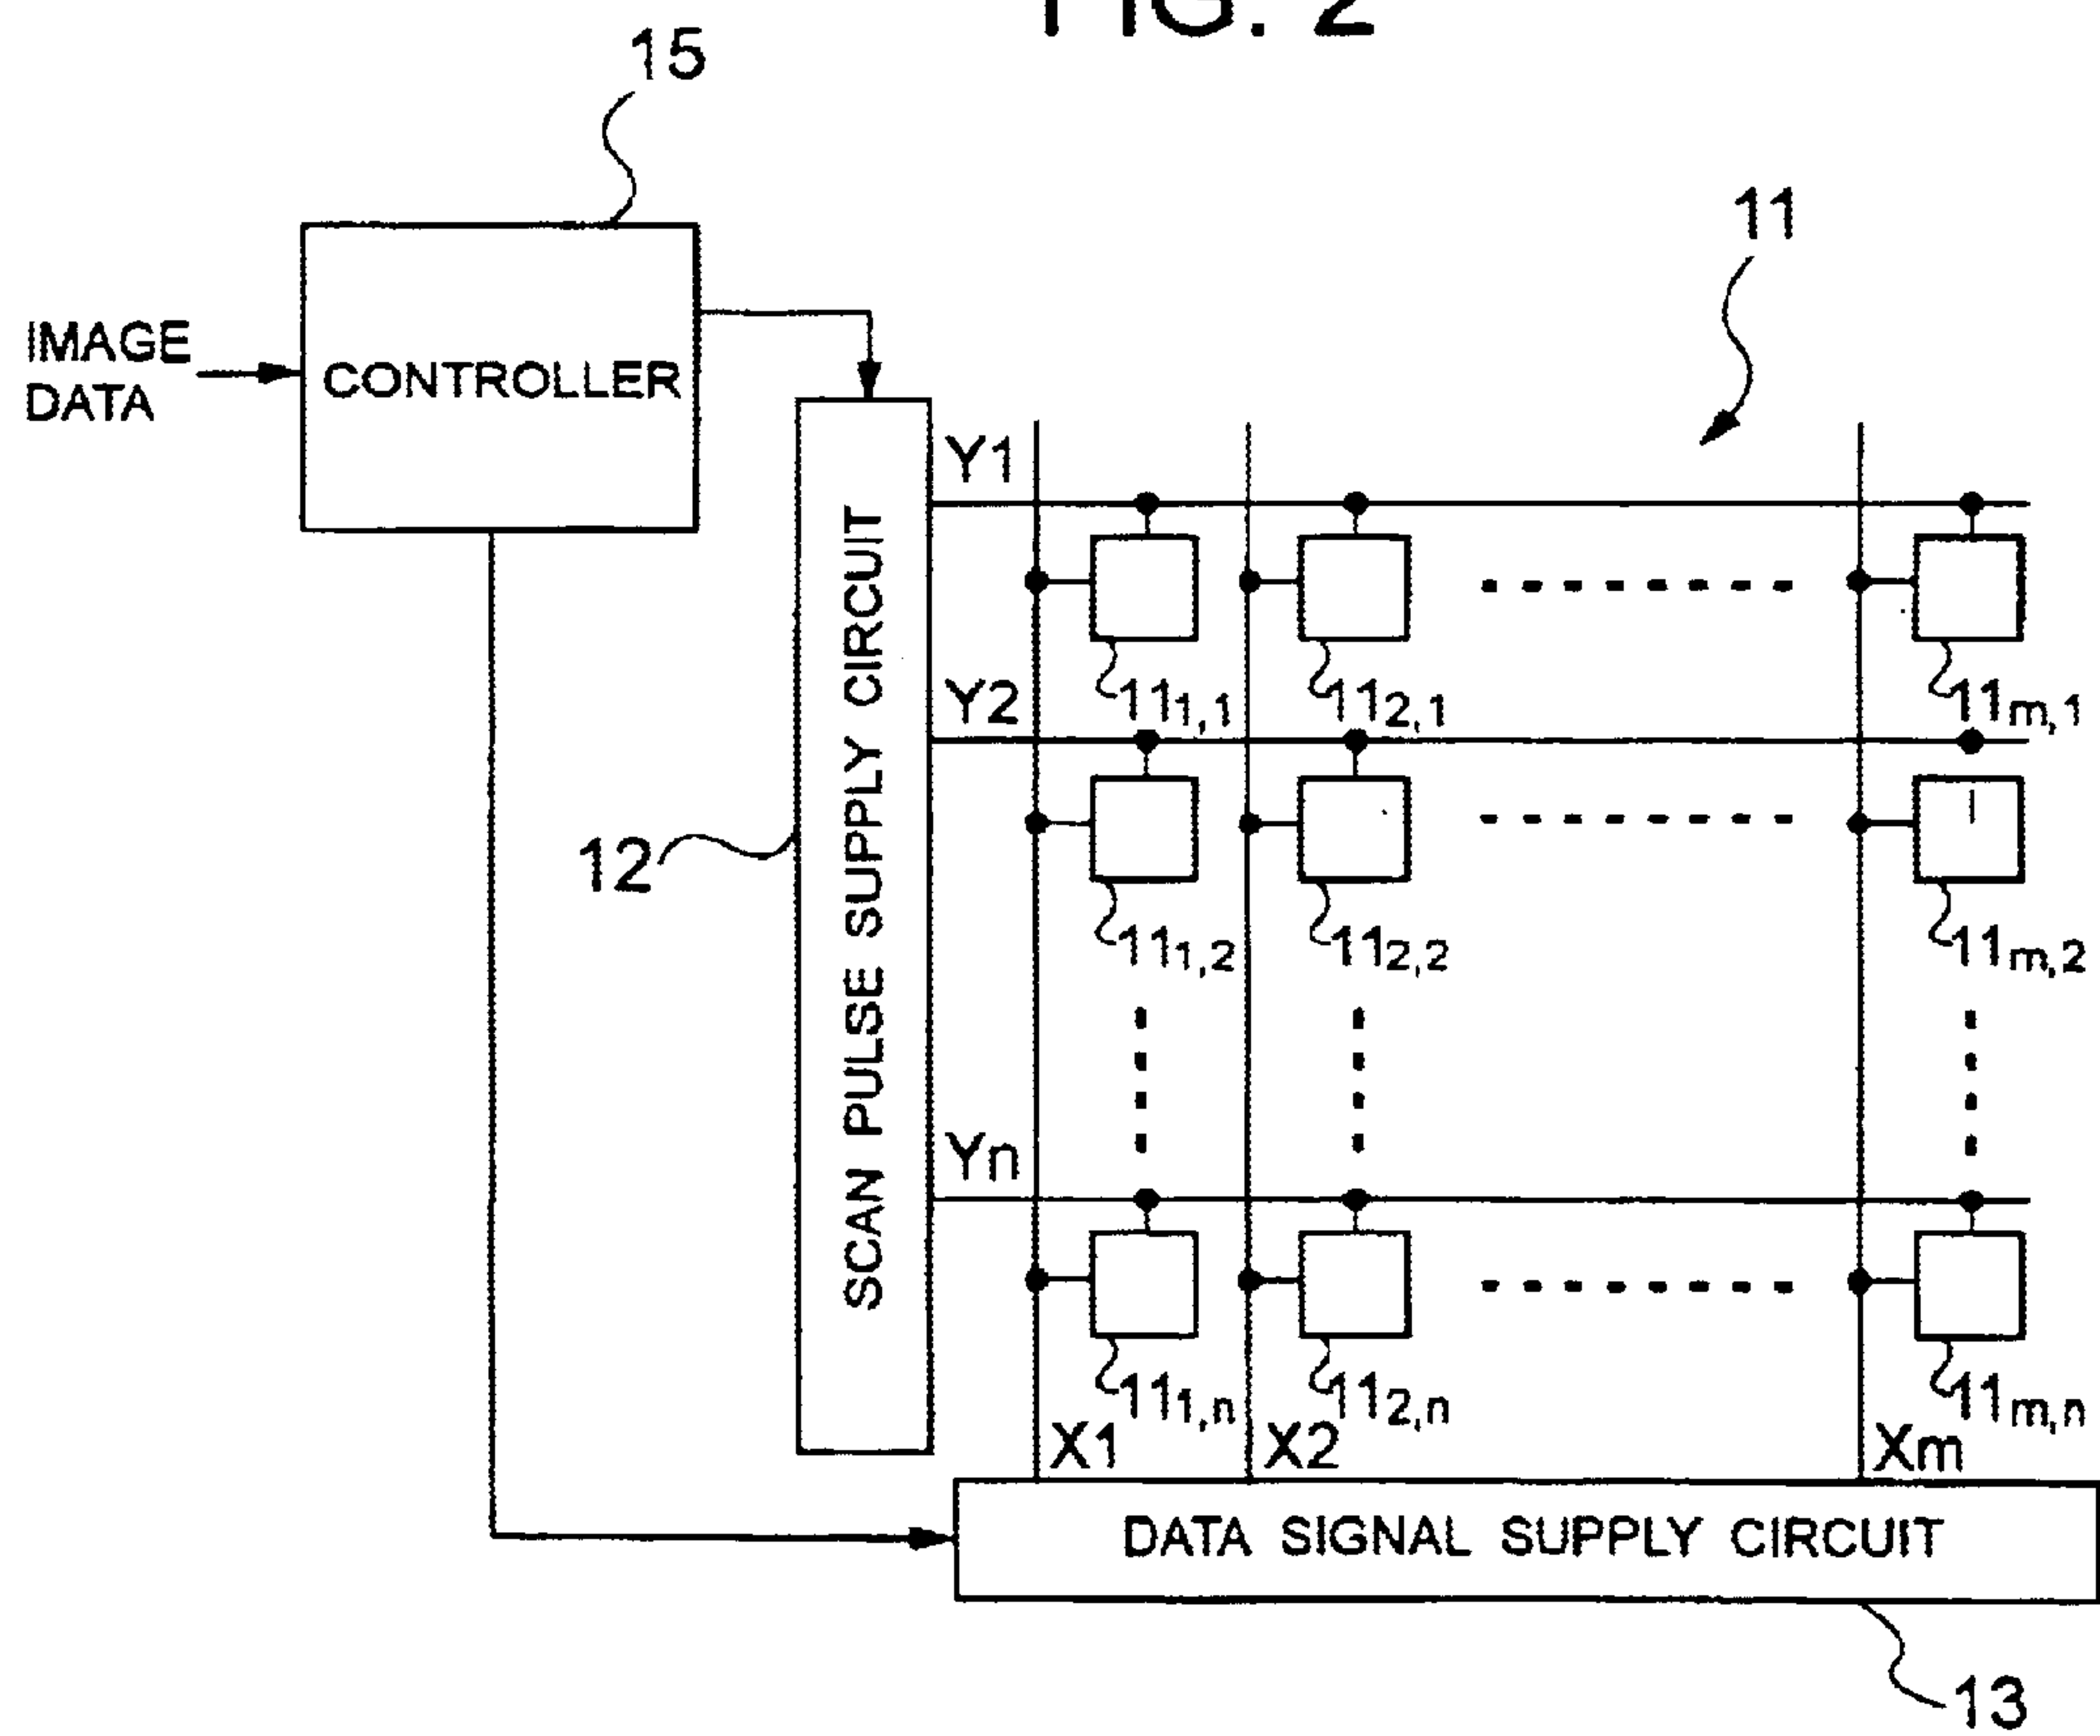 FIG. 2
15
11
IMAGE
DATA
CONTROLLER
Y1
11₁,₁
11₂,₁
11ₘ,₁
Y2
SCAN PULSE SUPPLY CIRCUIT
12
11₁,₂
11₂,₂
11ₘ,₂
Yn
11₁,ₙ
11₂,ₙ
11ₘ,ₙ
X1
X2
Xm
DATA SIGNAL SUPPLY CIRCUIT
13